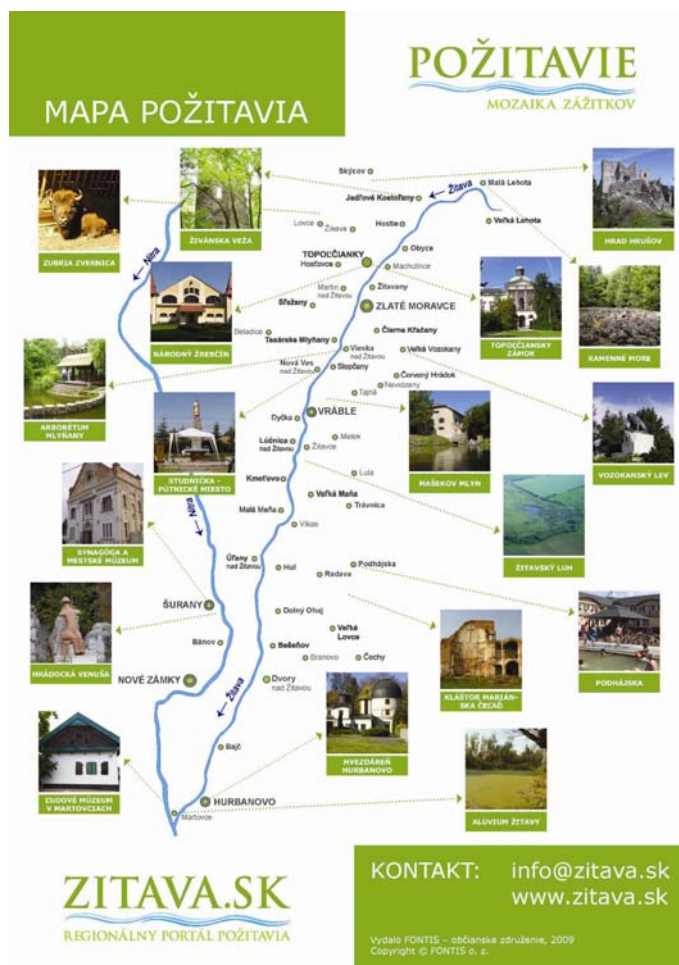 MAPA POŽITAVIA
POŽITAVIE
MOZAIKA ZÁŽITKOV
ZUBRIA ZVERNICA
ŽIVÁNSKA VEŽA
Skýcov
Jedľové Kostoľany
Žitava
Malá Lehota
HRAD HRUŠOV
Lovce
Žikava
Hostie
Veľká Lehota
Nitra
TOPOĽČIANKY
Hosťovce
Obyce
Machulince
NÁRODNÝ ŽREBČÍN
Martin
nad Žitavou
Žitavany
Sľažany
ZLATÉ MORAVCE
TOPOĽČIANSKY
ZÁMOK
KAMENNÉ MORE
Beladice
Tesárske Mlyňany
Čierne Kľačany
Vieska
nad Žitavou
Veľké Vozokany
Nová Ves
nad Žitavou
Slepčany
Červený Hrádok
Nevidzany
Tajná
ARBORÉTUM
MLYŇANY
STUDNIČKA -
PÚTNICKÉ MIESTO
Dyčka
VRÁBLE
MAŠEKOV MLYN
VOZOKANSKÝ
LEV
Lúčnica
nad Žitavou
Melek
Žitavce
Kmeťovo
Lula
Veľká Maňa
Malá Maňa
Trávnica
Vlkas
SYNAGÓGA A
MESTSKÉ MÚZEUM
Nitra
ŽITAVSKÝ LUH
Úľany
nad Žitavou
Hul
Podhájska
Radava
ŠURANY
Dolný Ohaj
Bánov
Veľké
Lovce
Bešeňov
Branovo
Čechy
HRÁDOCKÁ VENUŠA
NOVÉ ZÁMKY
Dvory
nad Žitavou
Žitava
KLÁŠTOR MARIÁN-
SKA ČEĽAĎ
PODHÁJSKA
Bajč
HVEZDÁREŇ
HURBANOVO
ĽUDOVÉ MÚZEUM
V MARTOVCIACH
HURBANOVO
Martovce
ALÚVIUM ŽITAVY
ZITAVA.SK
REGIONÁLNY PORTÁL POŽITAVIA
KONTAKT: info@zitava.sk
www.zitava.sk
Vydalo FONTIS – občianske združenie, 2009
Copyright © FONTIS o. z.